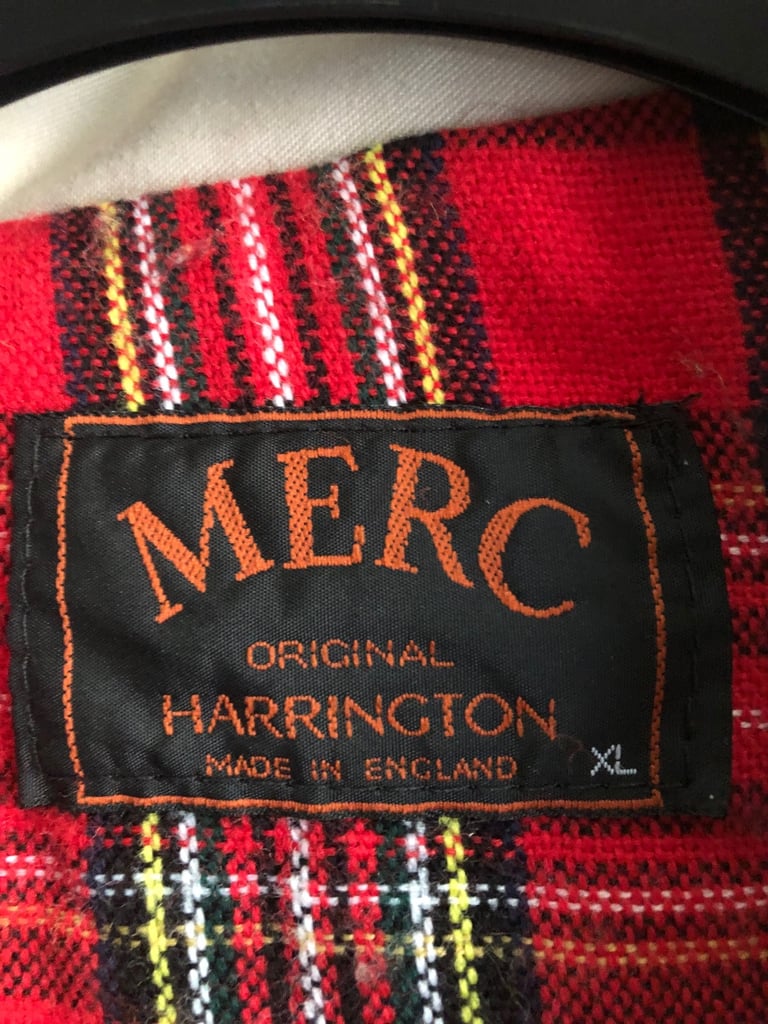 MERC
ORIGINAL
HARRINGTON
MADE IN ENGLAND
XL